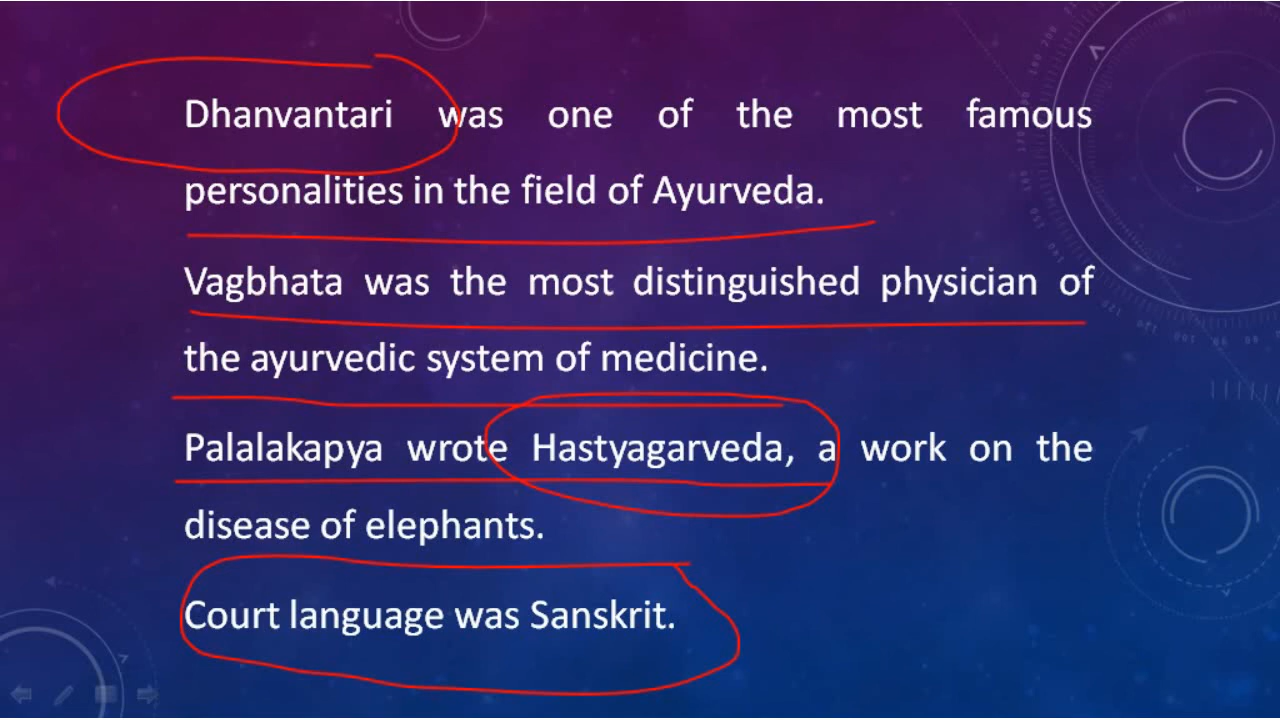 Dhanvantari was one of the most famous
personalities in the field of Ayurveda.
Vagbhata was the most distinguished physician of
the ayurvedic system of medicine.
Palalakapya wrote Hastyagarveda, a work on the
disease of elephants.
Court language was Sanskrit.